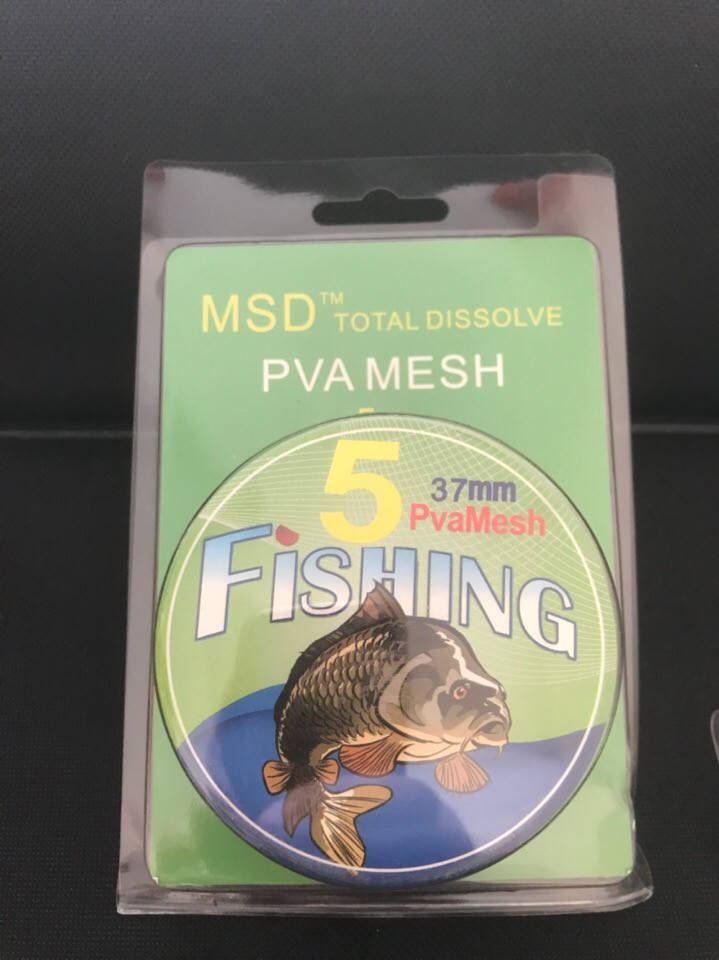 MSD™ TOTAL DISSOLVE
PVA MESH
5
37mm
PvaMesh
FiSHING